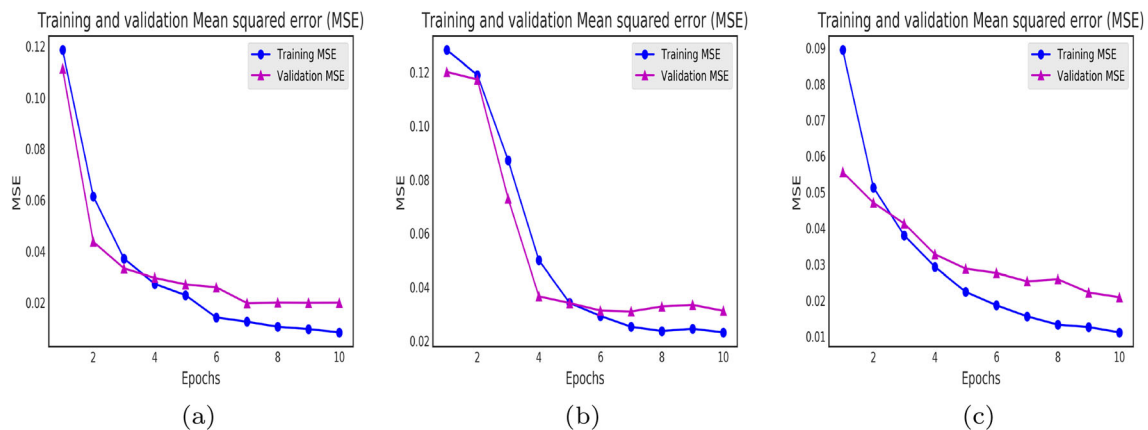 Training and validation Mean squared error (MSE)
Training MSE
Validation MSE
0.12
0.10
0.08
0.06
0.04
0.02
MSE
2 4 6 8 10
Epochs
(a)
Training and validation Mean squared error (MSE)
Training MSE
Validation MSE
0.12
0.10
0.08
0.06
0.04
0.02
MSE
2 4 6 8 10
Epochs
(b)
Training and validation Mean squared error (MSE)
Training MSE
Validation MSE
0.09
0.08
0.07
0.06
0.05
0.04
0.03
0.02
0.01
MSE
2 4 6 8 10
Epochs
(c)